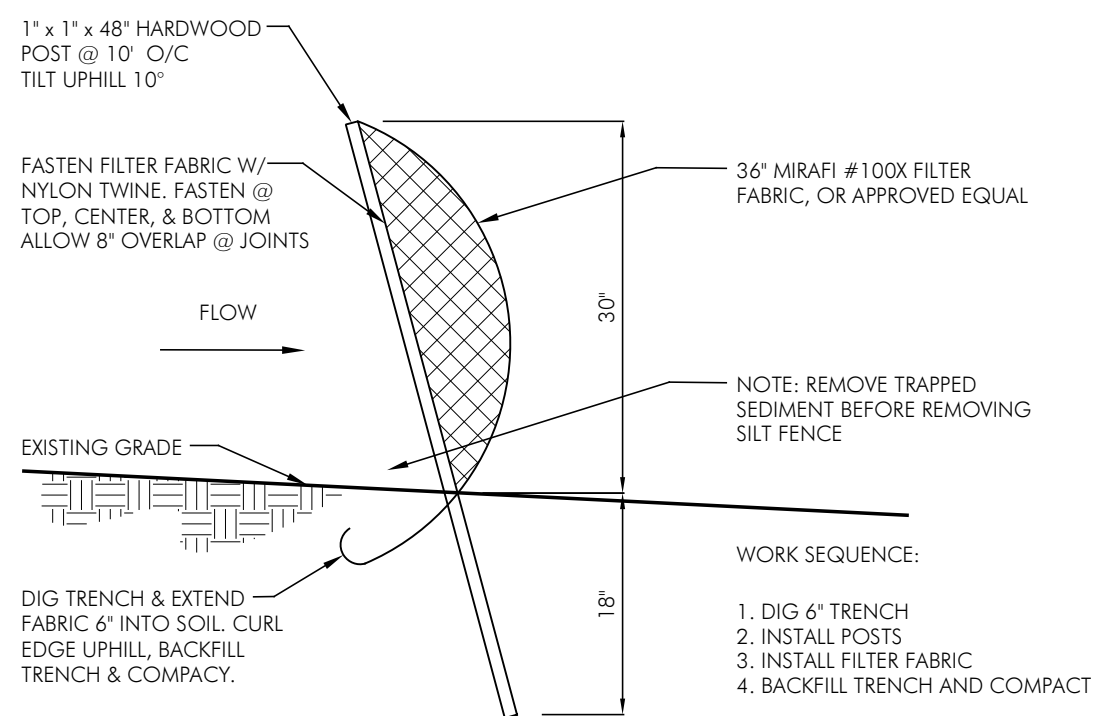 1" x 1" x 48" HARDWOOD
POST @ 10' O/C
TILT UPHILL 10°
FASTEN FILTER FABRIC W/
NYLON TWINE. FASTEN @
TOP, CENTER, & BOTTOM
ALLOW 8" OVERLAP @ JOINTS
36" MIRAFI #100X FILTER
FABRIC, OR APPROVED EQUAL
FLOW
30"
NOTE: REMOVE TRAPPED
SEDIMENT BEFORE REMOVING
SILT FENCE
EXISTING GRADE
DIG TRENCH & EXTEND
FABRIC 6" INTO SOIL. CURL
EDGE UPHILL, BACKFILL
TRENCH & COMPACY.
18"
WORK SEQUENCE:
1. DIG 6" TRENCH
2. INSTALL POSTS
3. INSTALL FILTER FABRIC
4. BACKFILL TRENCH AND COMPACT